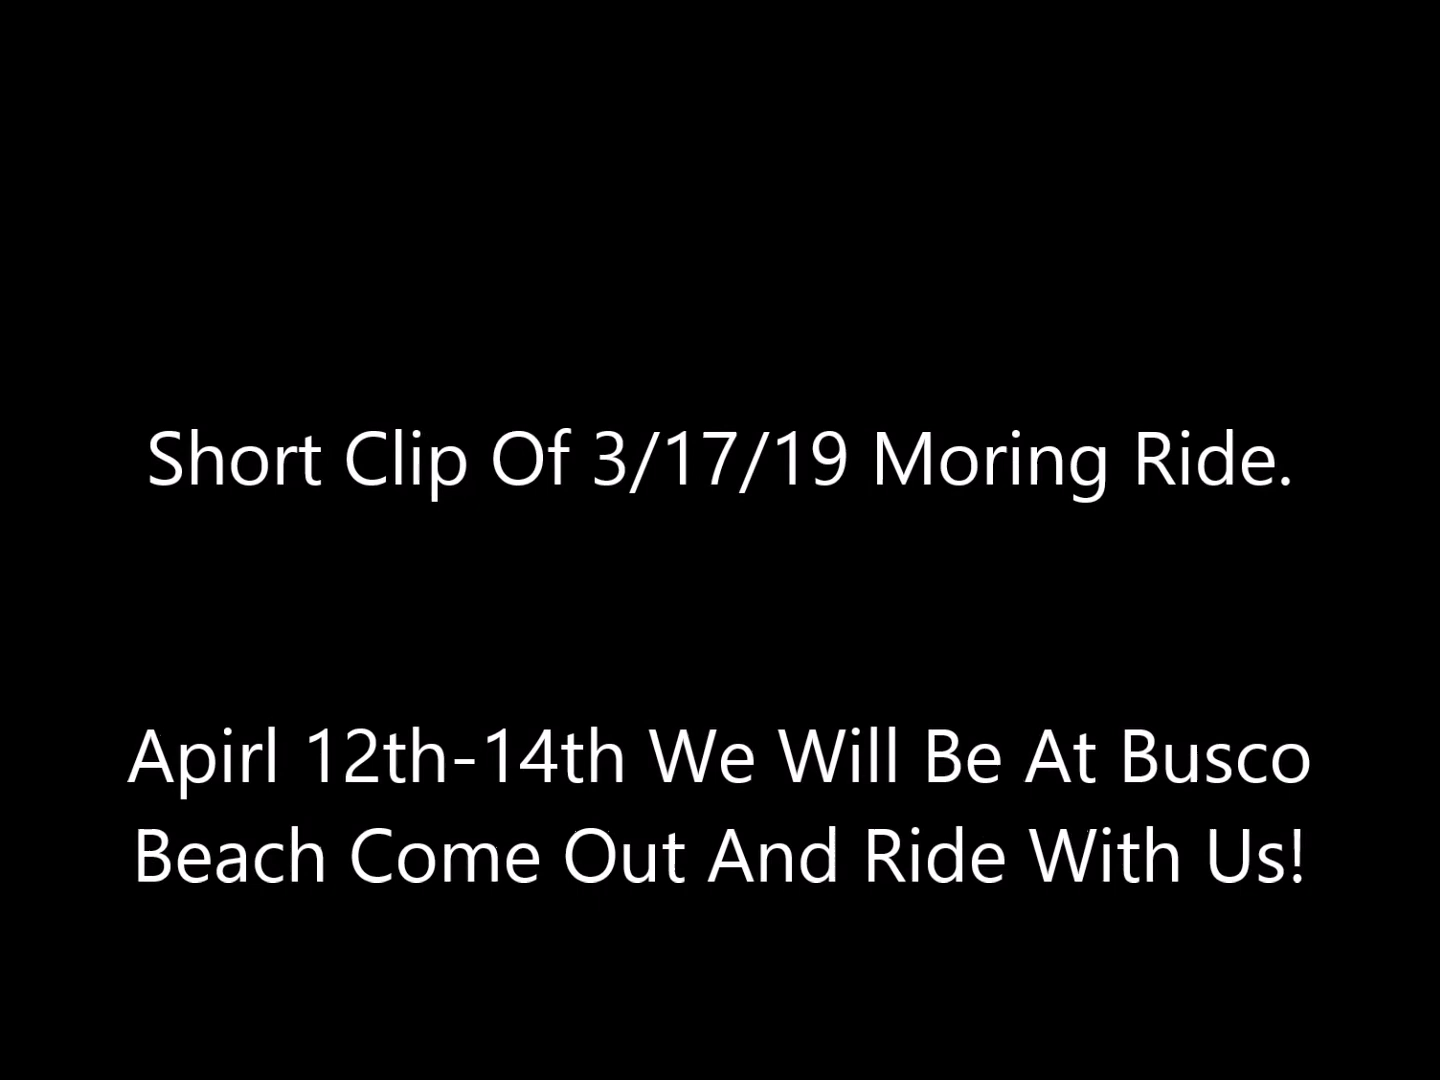 Short Clip Of 3/17/19 Moring Ride.
Apirl 12th-14th We Will Be At Busco
Beach Come Out And Ride With Us!